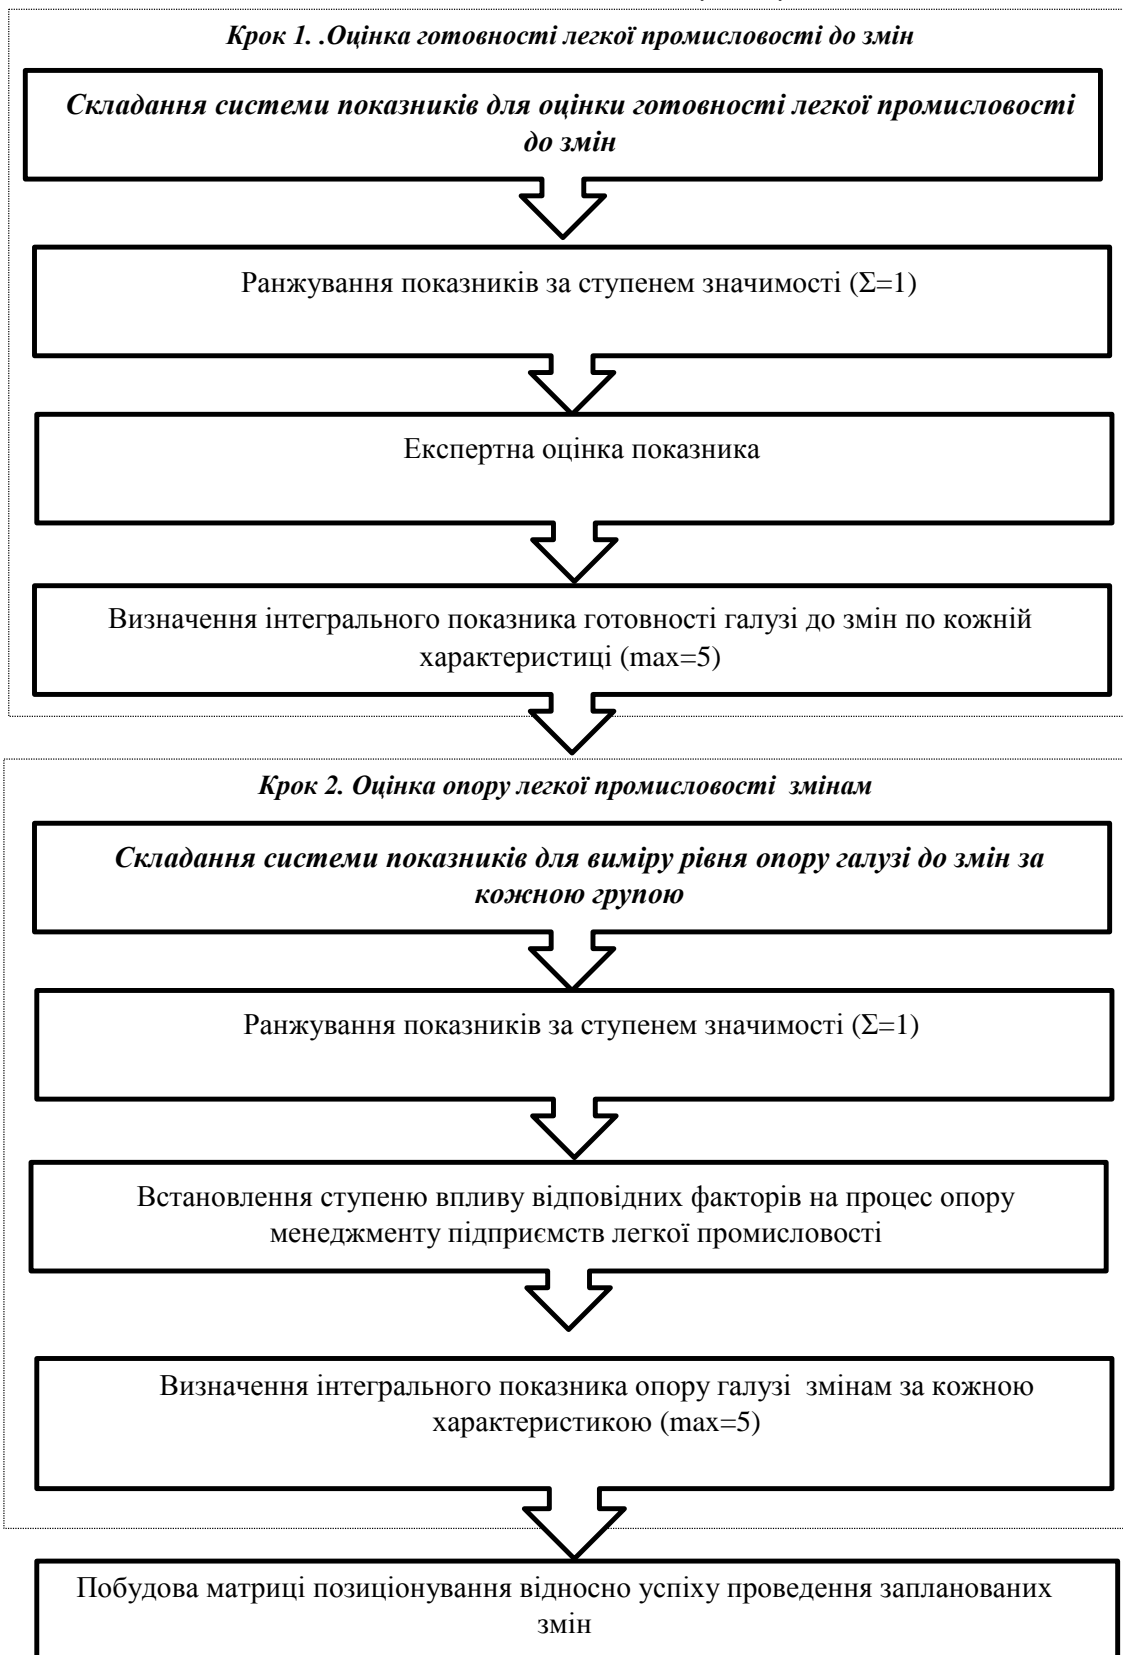 Крок 1. .Оцінка готовності легкої промисловості до змін
Складання системи показників для оцінки готовності легкої промисловості
до змін
Ранжування показників за ступенем значимості (Σ=1)
Експертна оцінка показника
Визначення інтегрального показника готовності галузі до змін по кожній
характеристиці (max=5)
Крок 2. Оцінка опору легкої промисловості змінам
Складання системи показників для виміру рівня опору галузі до змін за
кожною групою
Ранжування показників за ступенем значимості (Σ=1)
Встановлення ступеню впливу відповідних факторів на процес опору
менеджменту підприємств легкої промисловості
Визначення інтегрального показника опору галузі змінам за кожною
характеристикою (max=5)
Побудова матриці позиціонування відносно успіху проведення запланованих
змін